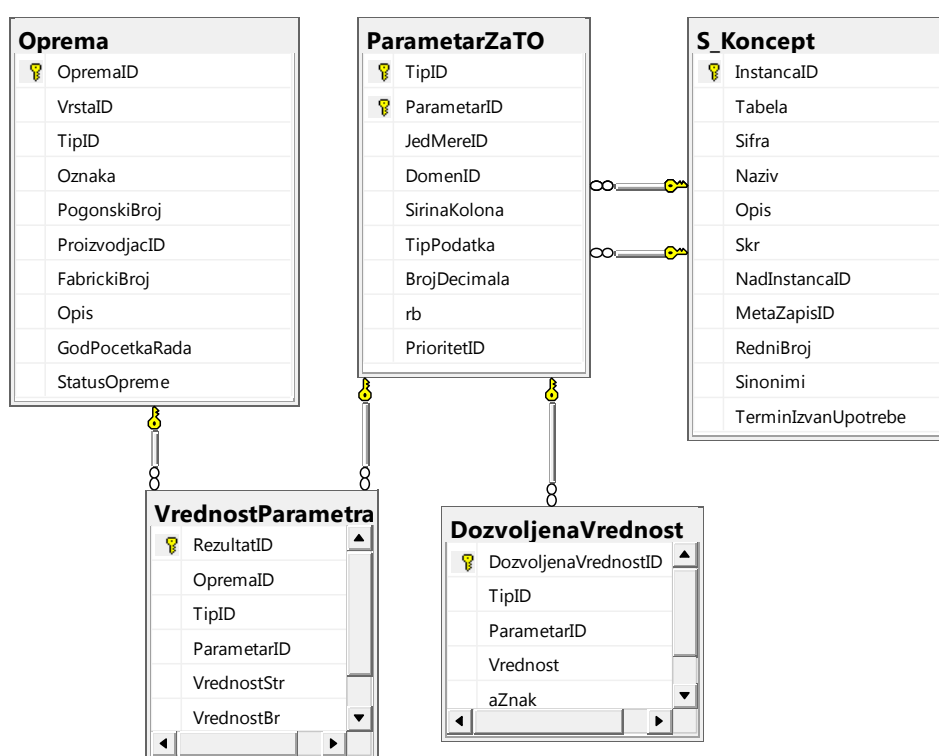 Oprema
OpremaID
VrstaID
TipID
Oznaka
PogonskiBroj
ProizvodjacID
FabrickiBroj
Opis
GodPocetkaRada
StatusOpreme
ParametarZaTO
TipID
ParametarID
JedMereID
DomenID
SirinaKolona
TipPodatka
BrojDecimala
rb
PrioritetID
S_Koncept
InstancaID
Tabela
Sifra
Naziv
Opis
Skr
NadInstancaID
MetaZapisID
RedniBroj
Sinonimi
TerminIzvanUpotrebe
VrednostParametra
RezultatID
OpremaID
TipID
ParametarID
VrednostStr
VrednostBr
DozvoljenaVrednost
DozvoljenaVrednostID
TipID
ParametarID
Vrednost
aZnak